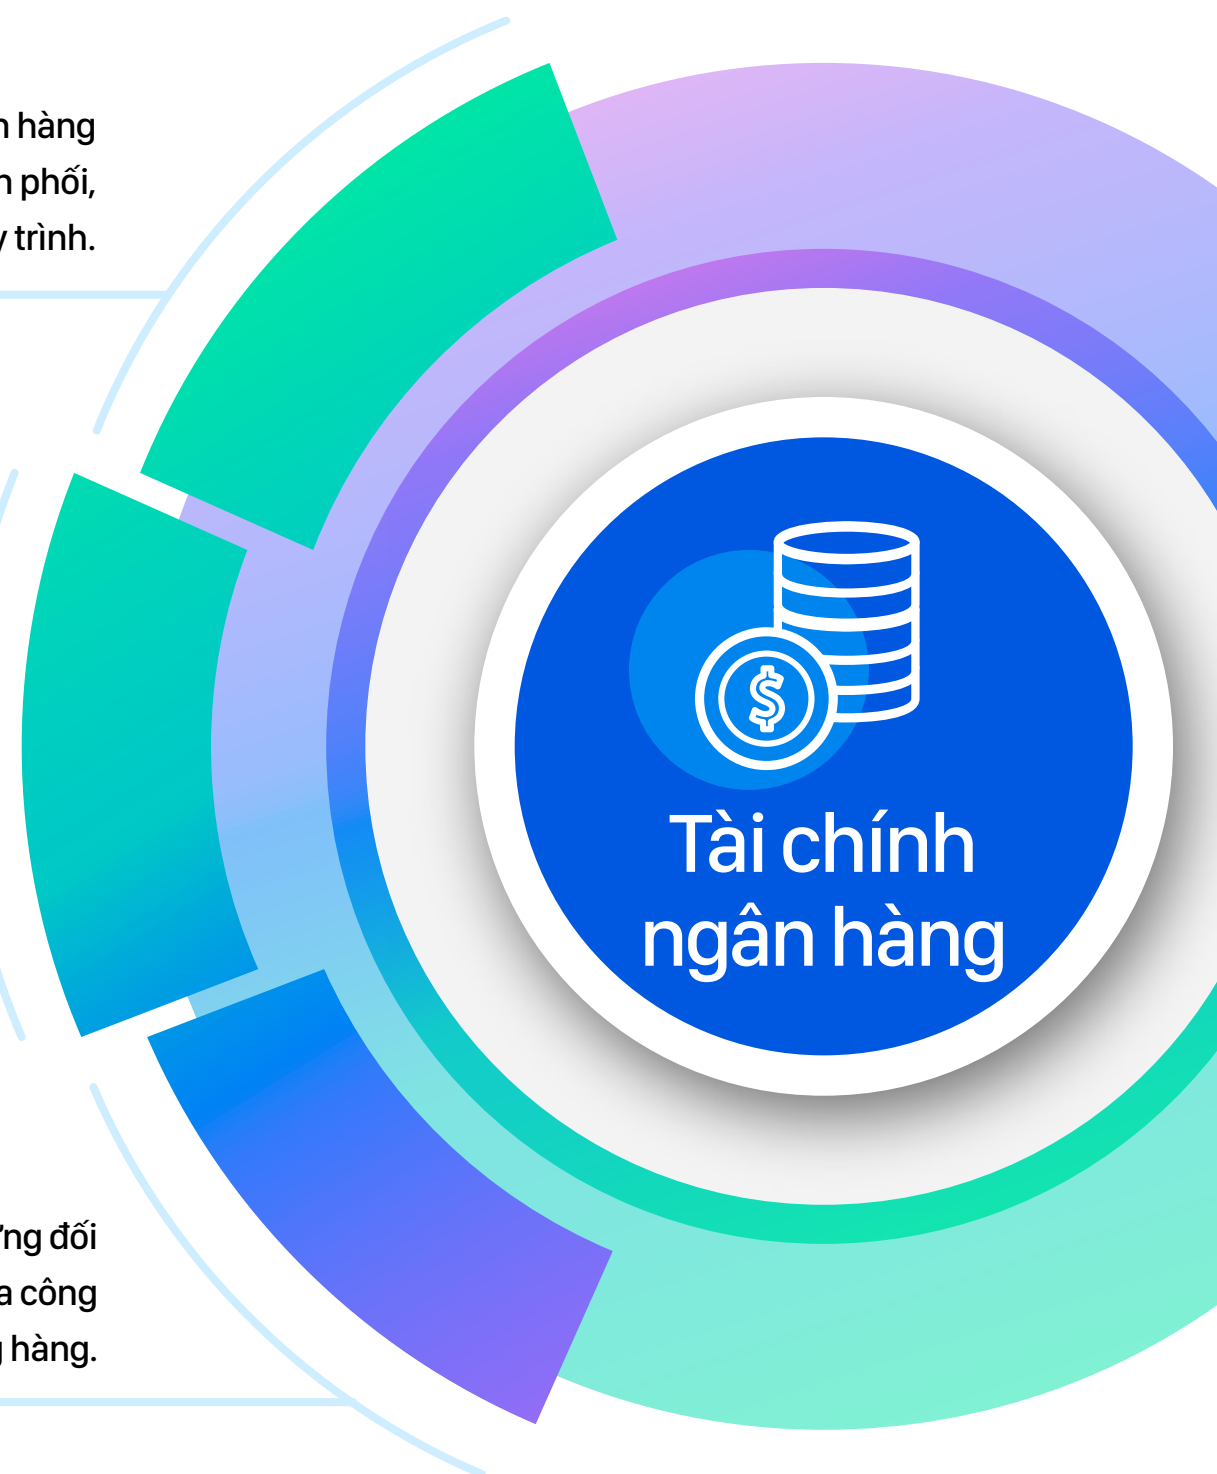 hàng
phối,
trình.
Tài chính
ngân hàng
đối
công
hàng.